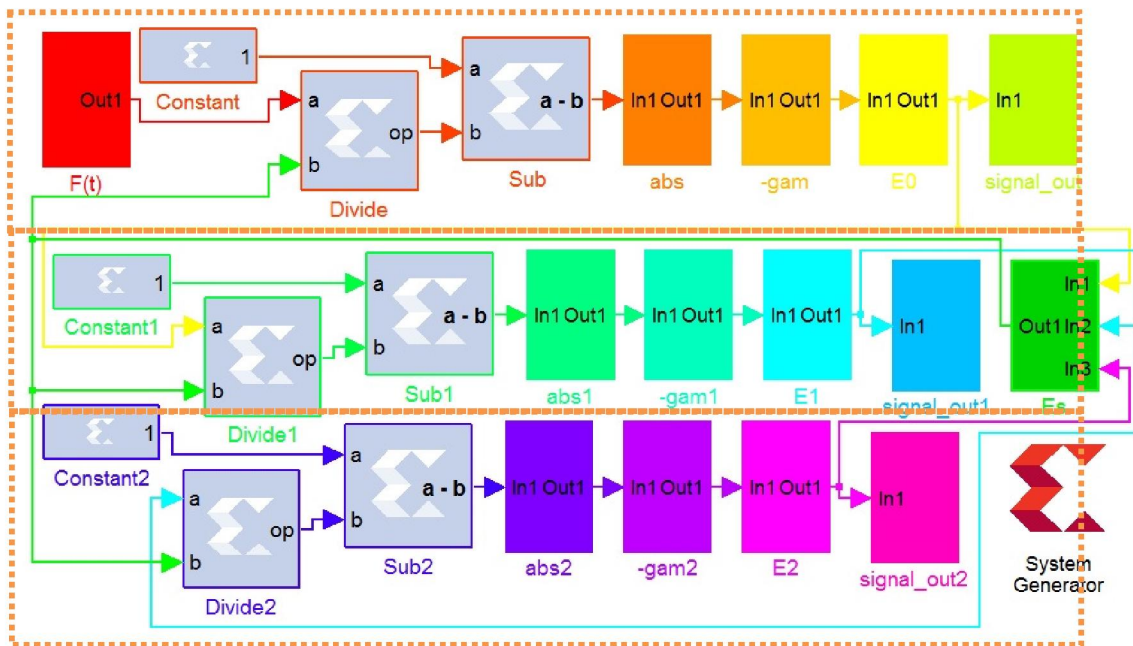 Out1
1
Constant
a
b
op
a
b
a - b
In1 Out1
In1 Out1
In1 Out1
In1
F(t)
Divide
Sub
abs
-gam
E0
signal_out
1
Constant1
a
b
op
a
b
a - b
In1 Out1
In1 Out1
In1 Out1
In1
In1
Out1 In2
In3
Divide1
Sub1
abs1
-gam1
E1
signal_out1
Es
1
Constant2
a
b
op
a
b
a - b
In1 Out1
In1 Out1
In1 Out1
In1
Divide2
Sub2
abs2
-gam2
E2
signal_out2
System
Generator